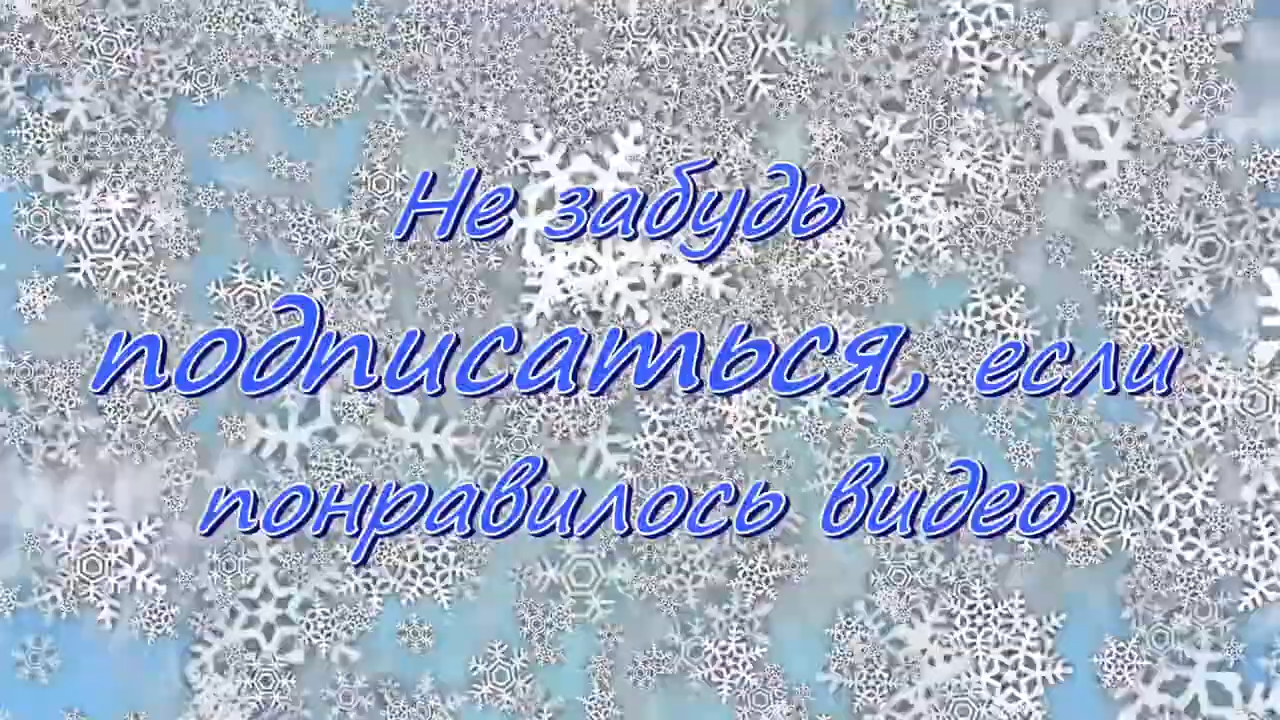 Не забудь
подписаться, если
понравилось видео